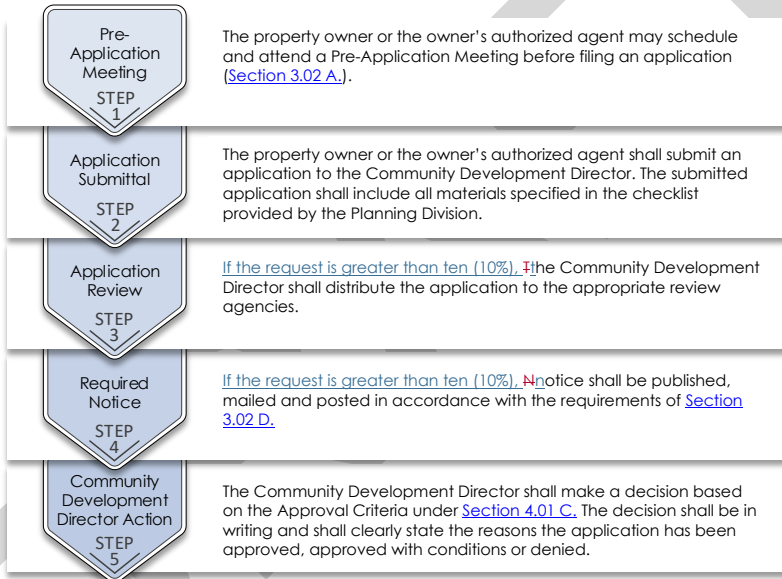 Pre-
Application
Meeting
STEP
1
The property owner or the owner's authorized agent may schedule
and attend a Pre-Application Meeting before filing an application
(Section 3.02 A.).
Application
Submittal
STEP
2
The property owner or the owner's authorized agent shall submit an
application to the Community Development Director. The submitted
application shall include all materials specified in the checklist
provided by the Planning Division.
Application
Review
STEP
3
If the request is greater than ten (10%), Tthe Community Development
Director shall distribute the application to the appropriate review
agencies.
Required
Notice
STEP
4
If the request is greater than ten (10%), Nnotice shall be published,
mailed and posted in accordance with the requirements of Section
3.02 D.
Community
Development
Director Action
STEP
5
The Community Development Director shall make a decision based
on the Approval Criteria under Section 4.01 C. The decision shall be in
writing and shall clearly state the reasons the application has been
approved, approved with conditions or denied.